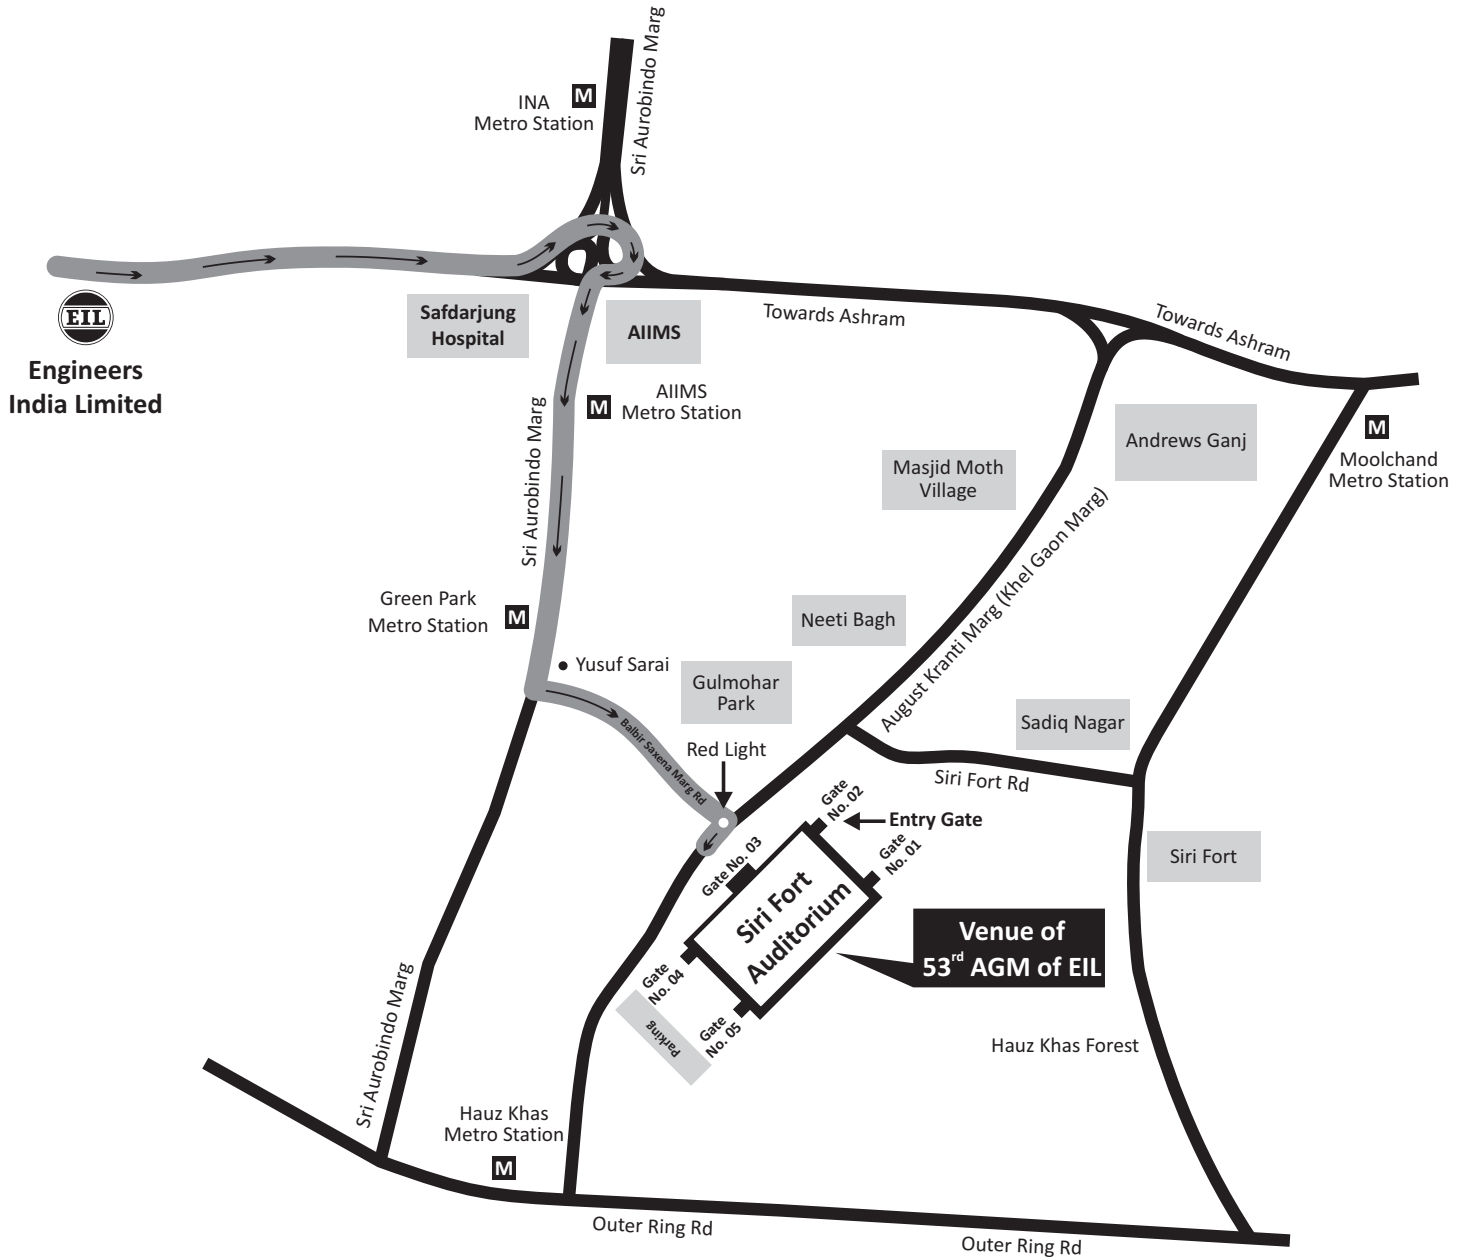 Sri Aurobindo Marg
M
INA
Metro Station
EIL
Engineers
India Limited
Safdarjung
Hospital
AIIMS
Towards Ashram
Towards Ashram
M
AIIMS
Metro Station
Sri Aurobindo Marg
Masjid Moth
Village
Andrews Ganj
M
Moolchand
Metro Station
August Kranti Marg (Khel Gaon Marg)
Green Park
Metro Station
M
Neeti Bagh
Yusuf Sarai
Gulmohar
Park
Sadiq Nagar
Balbir Saxena Marg Rd
Red Light
Siri Fort Rd
Gate
No. 02
Entry Gate
Gate
No. 01
Gate No. 03
Siri Fort
Siri Fort
Auditorium
Venue of
53rd AGM of EIL
Gate
No. 04
Parking
Gate
No. 05
Hauz Khas Forest
Sri Aurobindo Marg
Hauz Khas
Metro Station
M
Outer Ring Rd
Outer Ring Rd